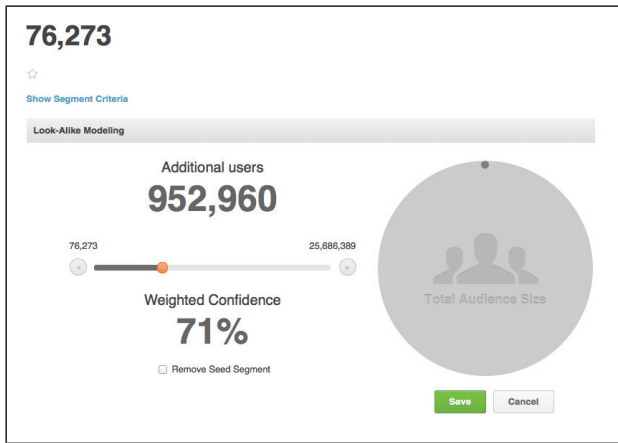 76,273
Show Segment Criteria
Look-Alike Modeling
Additional users
952,960
76,273 25,686,389
Weighted Confidence
71%
Remove Seed Segment
Total Audience Size
Save Cancel